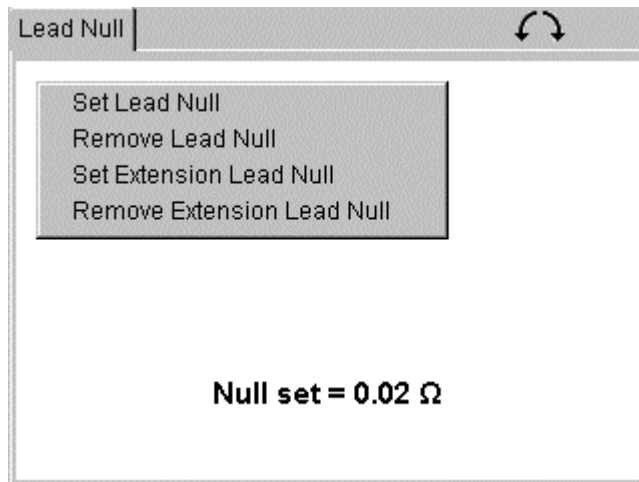 Lead Null
Set Lead Null
Remove Lead Null
Set Extension Lead Null
Remove Extension Lead Null
Null set = 0.02 Ω